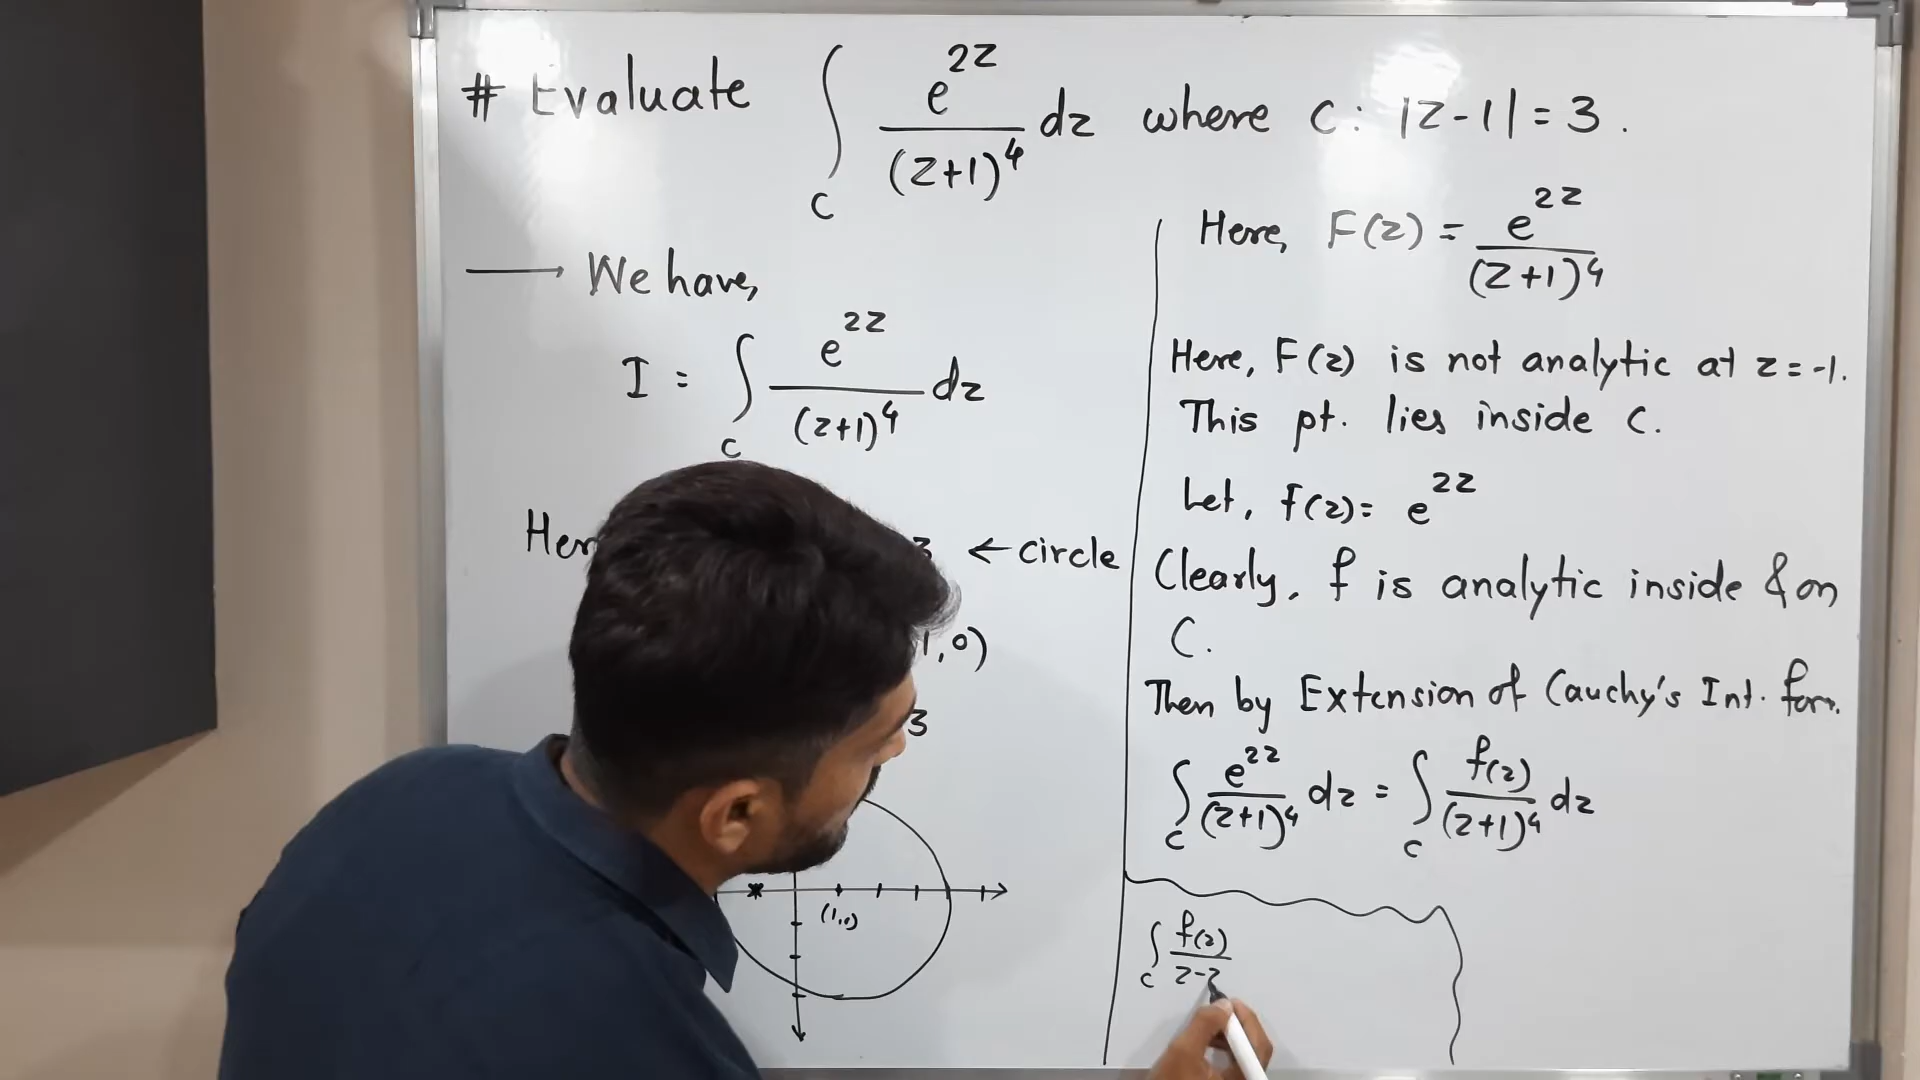 # Evaluate ∫_C e^{2z}/(z+1)^4 dz where C: |z-1| = 3.
⟶ We have,
I = ∫_C e^{2z}/(z+1)^4 dz
3 ← circle
1,0)
3
(1,0)
Here, F(z) = e^{2z}/(z+1)^4
Here, F(z) is not analytic at z=-1.
This pt. lies inside C.
Let, f(z) = e^{2z}
Clearly, f is analytic inside & on
C.
Then by Extension of Cauchy's Int. form.
∫_C e^{2z}/(z+1)^4 dz = ∫_C f(z)/(z+1)^4 dz
∫_C f(z)/z-z